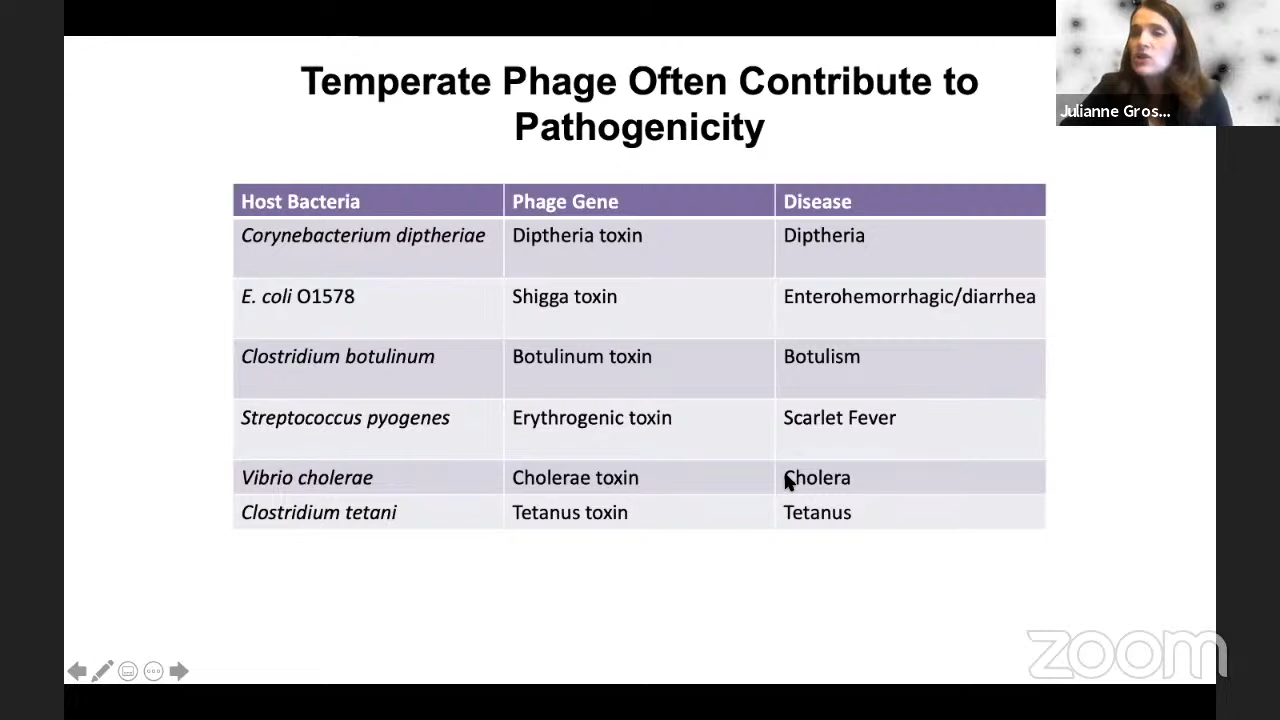 Temperate Phage Often Contribute to
Pathogenicity
Julianne Gros...
Host Bacteria Phage Gene Disease
Corynebacterium diptheriae Diptheria toxin Diptheria
E. coli O1578 Shigga toxin Enterohemorrhagic/diarrhea
Clostridium botulinum Botulinum toxin Botulism
Streptococcus pyogenes Erythrogenic toxin Scarlet Fever
Vibrio cholerae Cholerae toxin Cholera
Clostridium tetani Tetanus toxin Tetanus
zoom